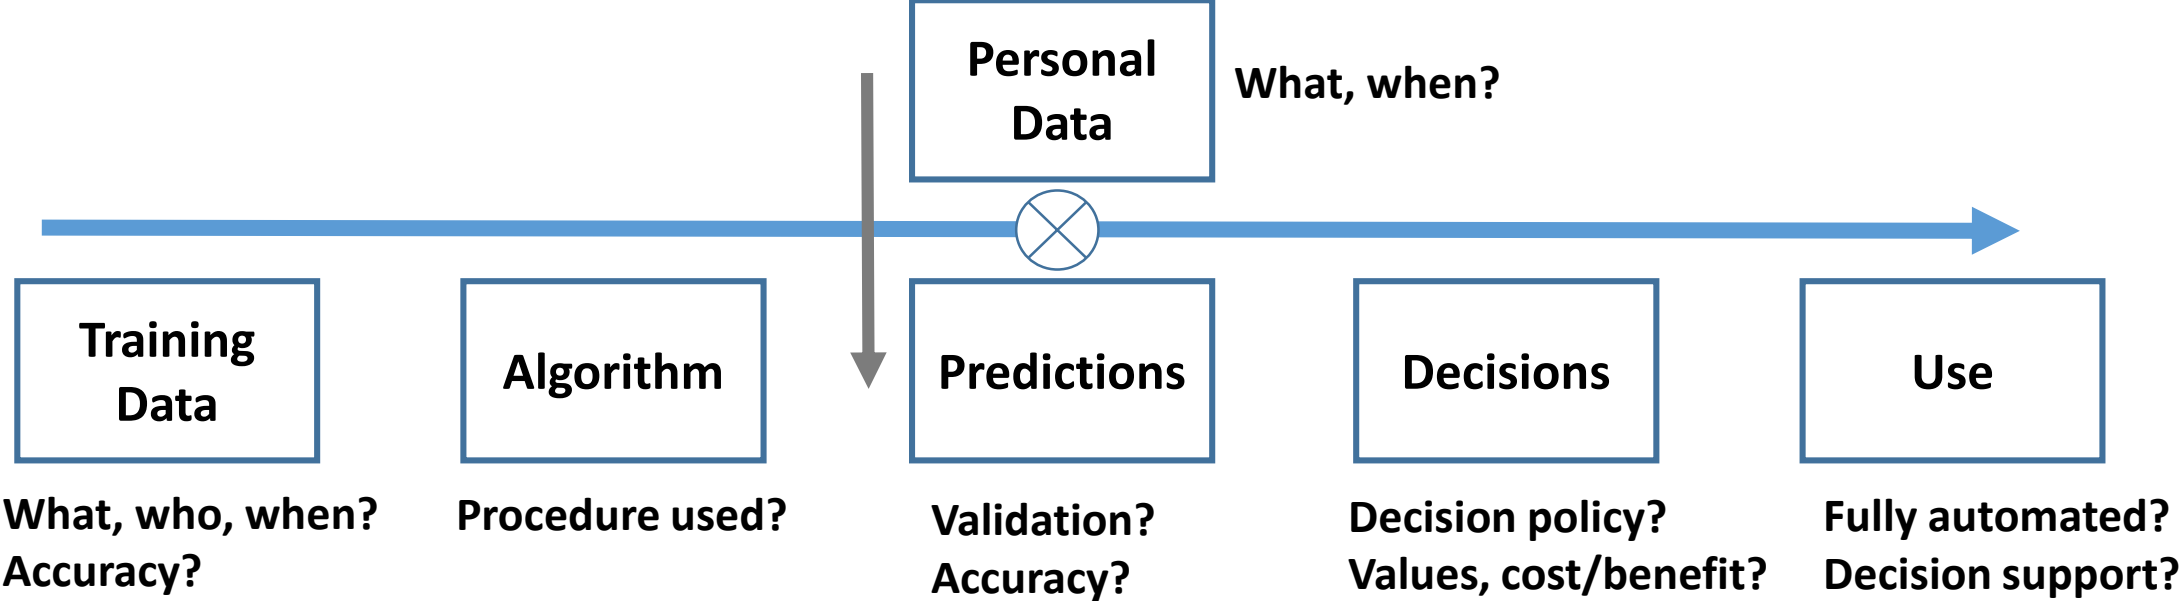 Personal
Data
What, when?
Training
Data
Algorithm
Predictions
Decisions
Use
What, who, when?
Accuracy?
Procedure used?
Validation?
Accuracy?
Decision policy?
Values, cost/benefit?
Fully automated?
Decision support?